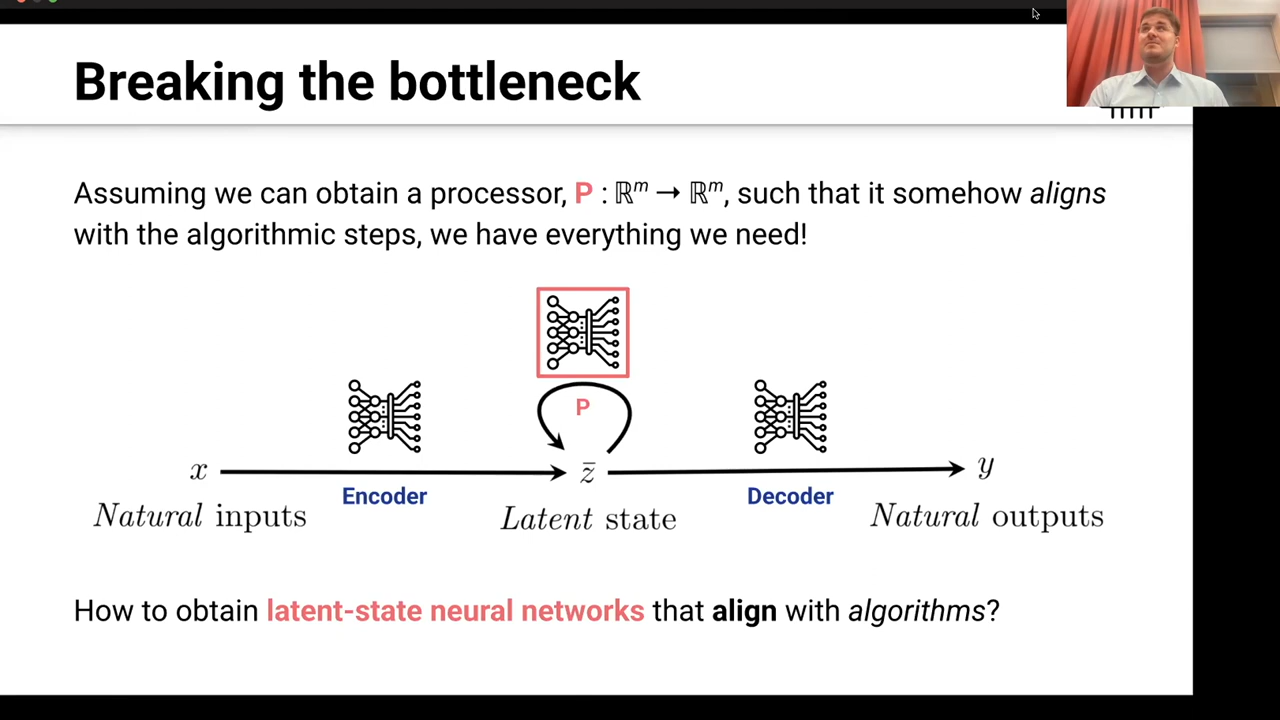 Breaking the bottleneck
Assuming we can obtain a processor, P : ℝᵐ → ℝᵐ, such that it somehow aligns
with the algorithmic steps, we have everything we need!
P
x
z̄
y
Encoder
Decoder
Natural inputs
Latent state
Natural outputs
How to obtain latent-state neural networks that align with algorithms?